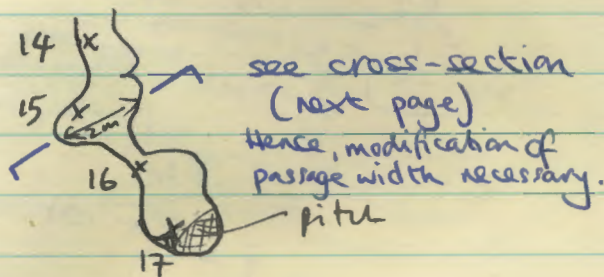 14
see cross-section
15
2m
(next page)
Hence, modification of
16
passage width necessary.
pitch
17